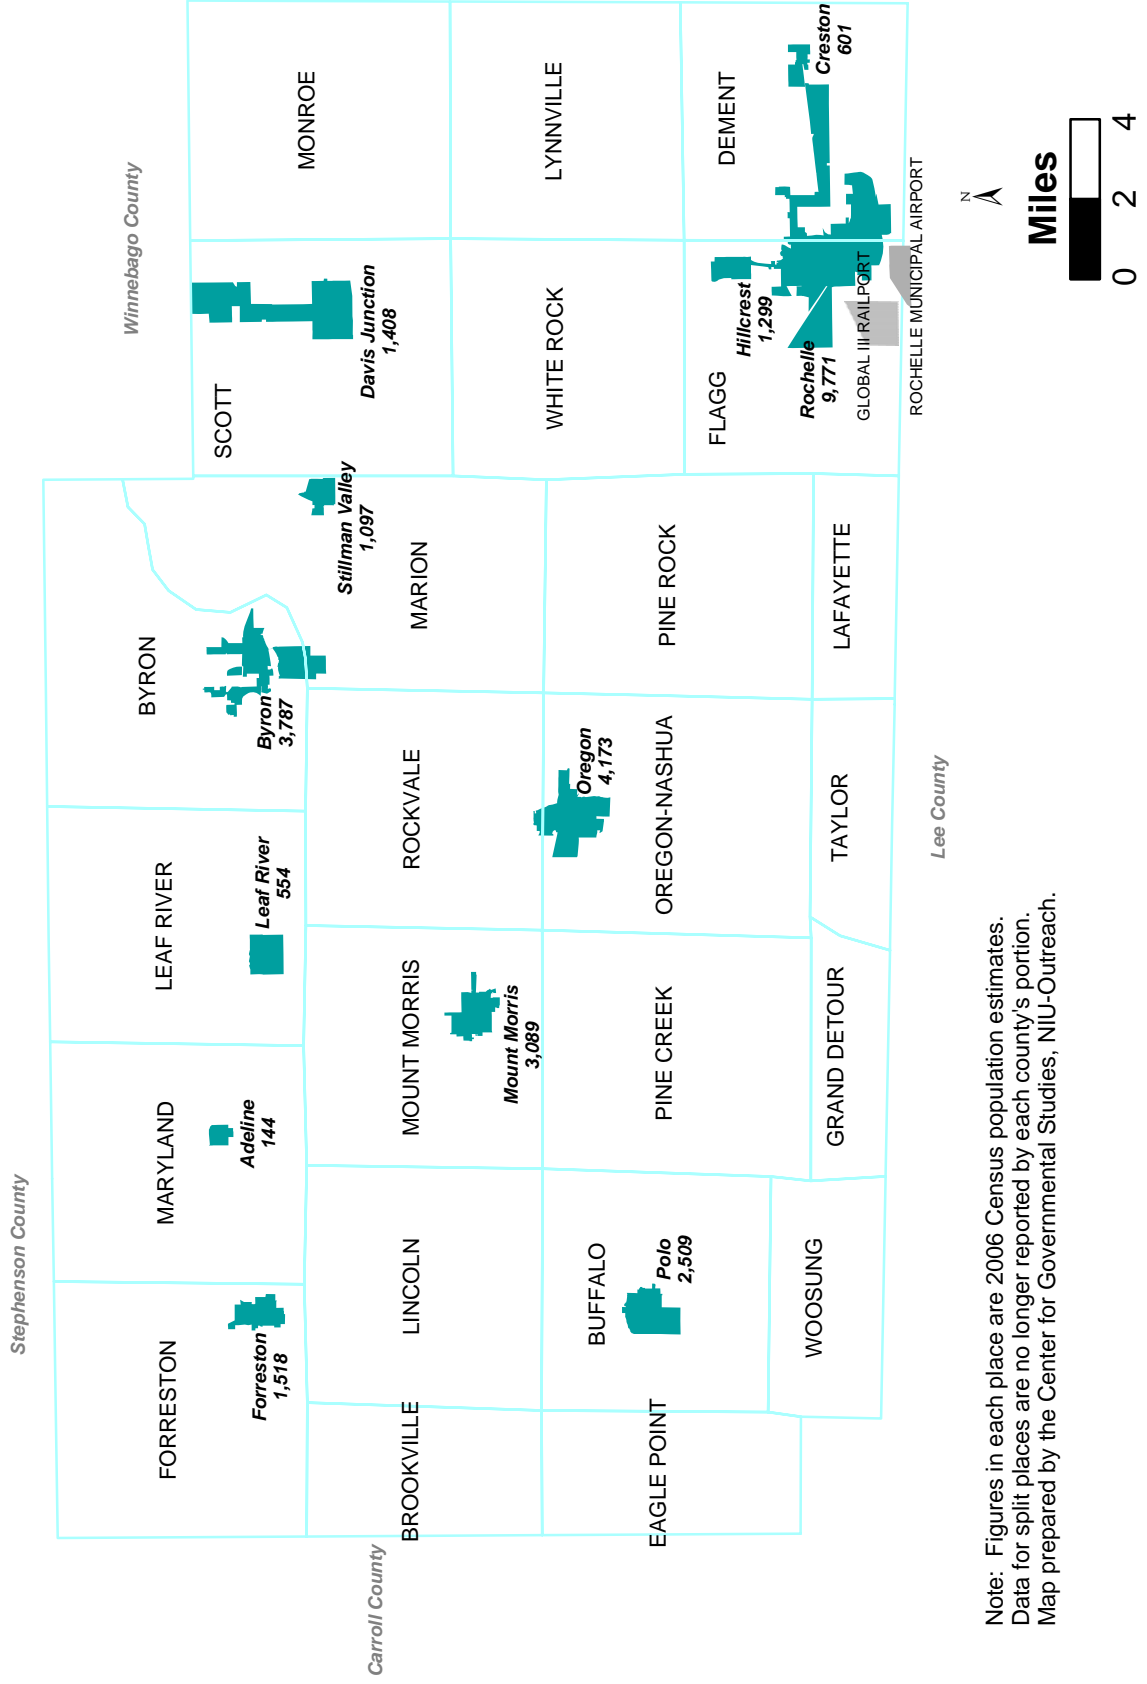 Stephenson County
Winnebago County
Carroll County
Lee County
FORRESTON
MARYLAND
LEAF RIVER
BYRON
SCOTT
MONROE
Forreston
1,518
Adeline
144
Leaf River
554
Byron
3,787
Stillman Valley
1,097
Davis Junction
1,408
BROOKVILLE
LINCOLN
MOUNT MORRIS
ROCKVALE
MARION
WHITE ROCK
LYNNVILLE
Mount Morris
3,089
EAGLE POINT
BUFFALO
PINE CREEK
OREGON-NASHUA
PINE ROCK
FLAGG
DEMENT
Polo
2,509
Oregon
4,173
Hillcrest
1,299
Rochelle
9,771
Creston
601
GLOBAL III RAILPORT
ROCHELLE MUNICIPAL AIRPORT
WOOSUNG
GRAND DETOUR
TAYLOR
LAFAYETTE
N
Miles
0 2 4
Note: Figures in each place are 2006 Census population estimates.
Data for split places are no longer reported by each county's portion.
Map prepared by the Center for Governmental Studies, NIU-Outreach.